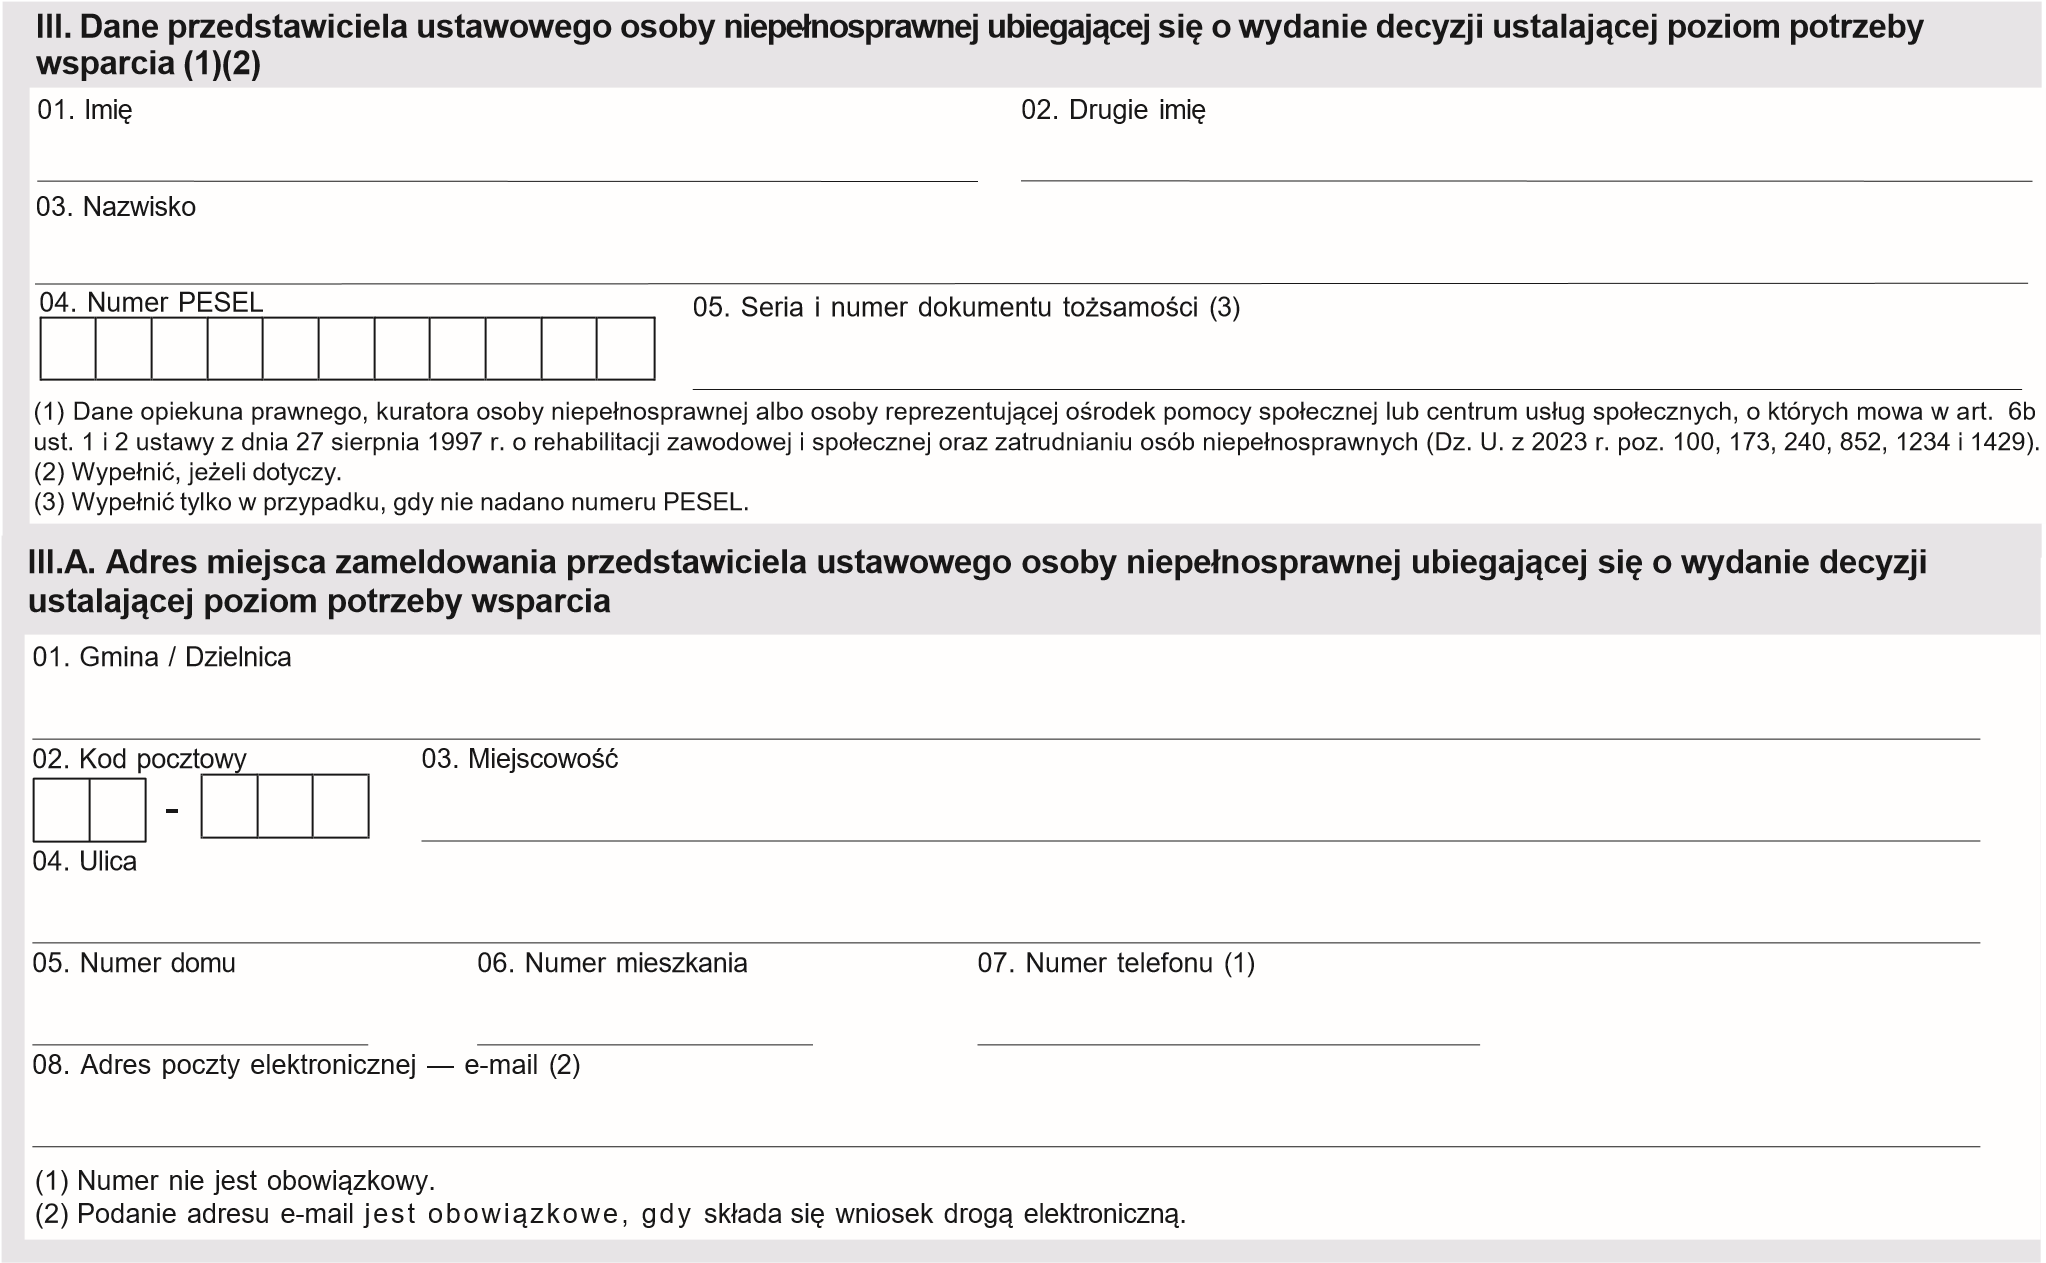 III. Dane przedstawiciela ustawowego osoby niepełnosprawnej ubiegającej się o wydanie decyzji ustalającej poziom potrzeby
wsparcia (1)(2)
01. Imię
02. Drugie imię
03. Nazwisko
04. Numer PESEL
05. Seria i numer dokumentu tożsamości (3)
(1) Dane opiekuna prawnego, kuratora osoby niepełnosprawnej albo osoby reprezentującej ośrodek pomocy społecznej lub centrum usług społecznych, o których mowa w art. 6b
ust. 1 i 2 ustawy z dnia 27 sierpnia 1997 r. o rehabilitacji zawodowej i społecznej oraz zatrudnianiu osób niepełnosprawnych (Dz. U. z 2023 r. poz. 100, 173, 240, 852, 1234 i 1429).
(2) Wypełnić, jeżeli dotyczy.
(3) Wypełnić tylko w przypadku, gdy nie nadano numeru PESEL.
III.A. Adres miejsca zameldowania przedstawiciela ustawowego osoby niepełnosprawnej ubiegającej się o wydanie decyzji
ustalającej poziom potrzeby wsparcia
01. Gmina / Dzielnica
02. Kod pocztowy
03. Miejscowość
-
04. Ulica
05. Numer domu
06. Numer mieszkania
07. Numer telefonu (1)
08. Adres poczty elektronicznej — e-mail (2)
(1) Numer nie jest obowiązkowy.
(2) Podanie adresu e-mail jest obowiązkowe, gdy składa się wniosek drogą elektroniczną.